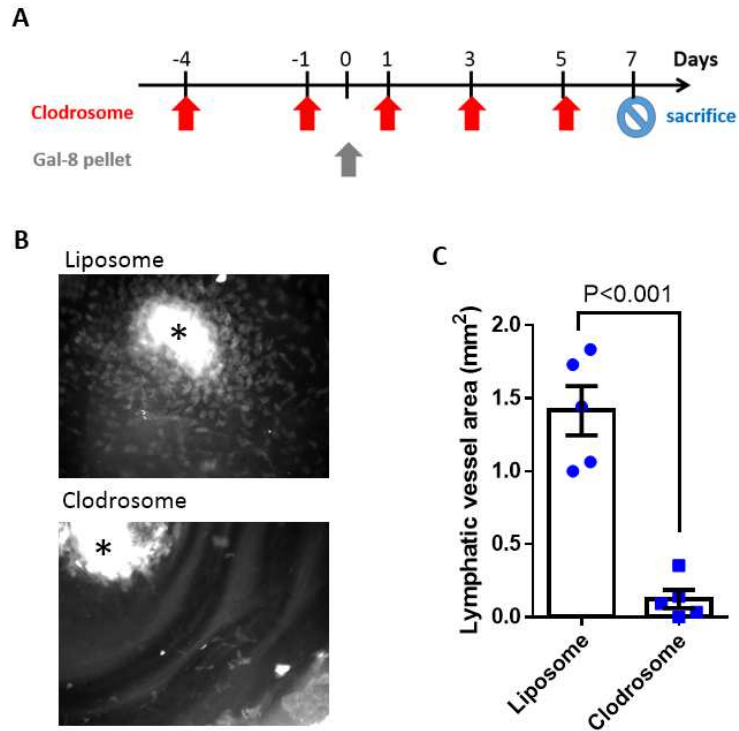 A
-4 -1 0 1 3 5 7 Days
Clodrosome
sacrifice
Gal-8 pellet
B
Liposome
*
Clodrosome
*
C
P<0.001
Lymphatic vessel area (mm²)
2.0
1.5
1.0
0.5
0.0
Liposome
Clodrosome